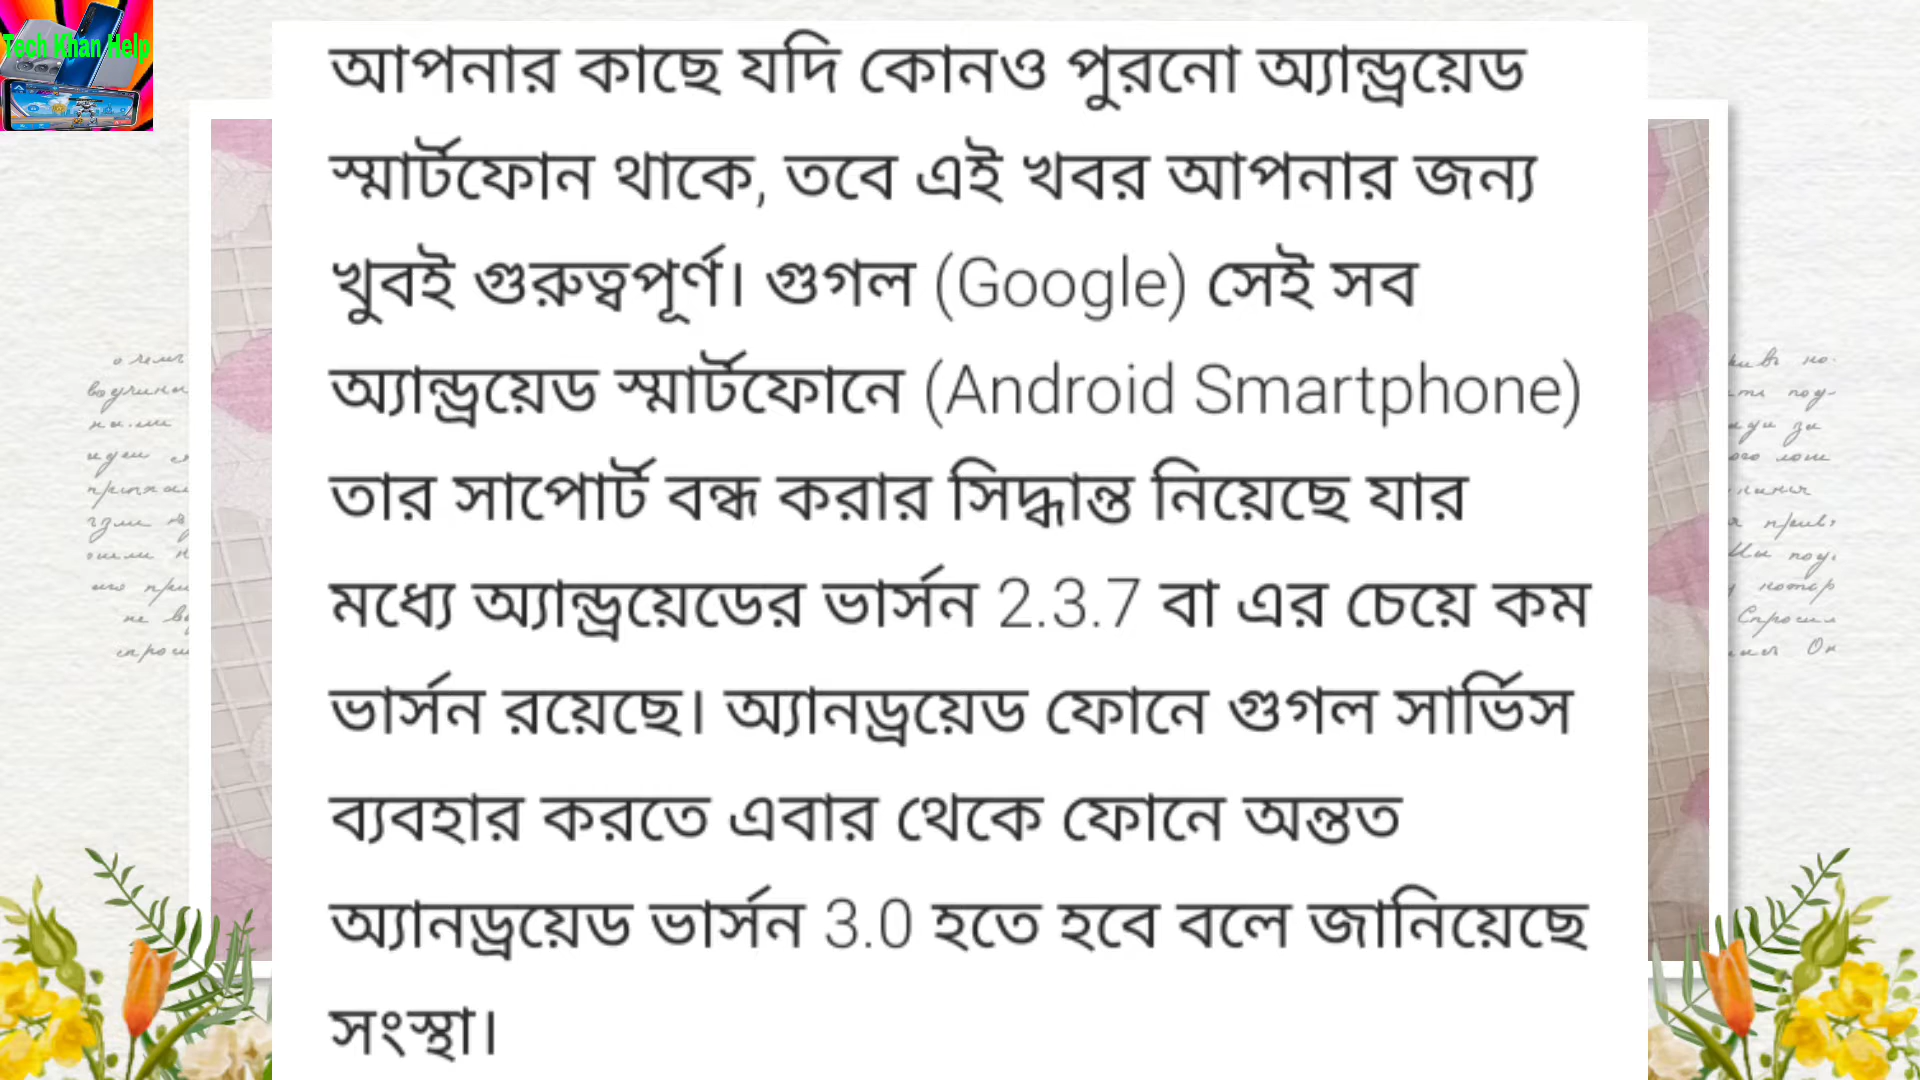 Tech Khan Help
আপনার কাছে যদি কোনও পুরনো অ্যান্ড্রয়েড
স্মার্টফোন থাকে, তবে এই খবর আপনার জন্য
খুবই গুরুত্বপূর্ণ। গুগল (Google) সেই সব
অ্যান্ড্রয়েড স্মার্টফোনে (Android Smartphone)
তার সাপোর্ট বন্ধ করার সিদ্ধান্ত নিয়েছে যার
মধ্যে অ্যান্ড্রয়েডের ভার্সন 2.3.7 বা এর চেয়ে কম
ভার্সন রয়েছে। অ্যানড্রয়েড ফোনে গুগল সার্ভিস
ব্যবহার করতে এবার থেকে ফোনে অন্তত
অ্যানড্রয়েড ভার্সন 3.0 হতে হবে বলে জানিয়েছে
সংস্থা।